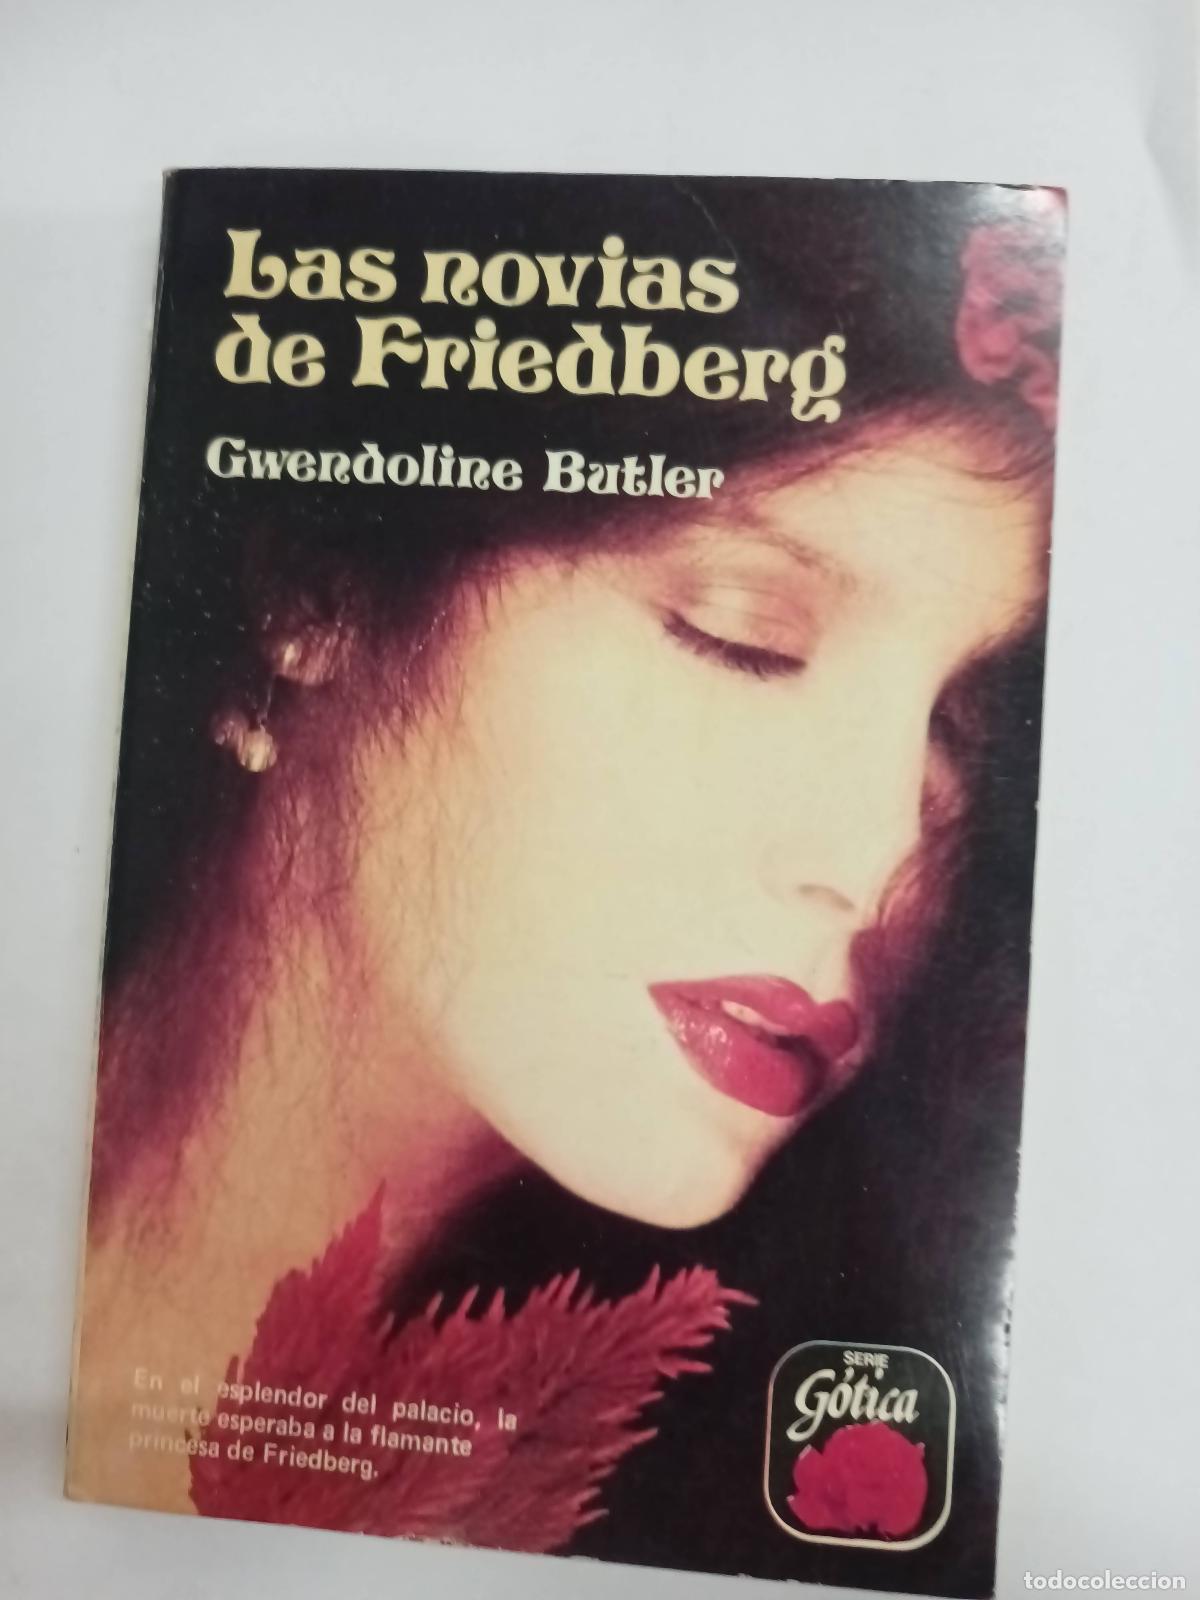 Las novias
de Friedberg
Gwendoline Butler
En el esplendor del palacio, la
muerte esperaba a la flamante
princesa de Friedberg.
SERIE
Gótica
todocoleccion